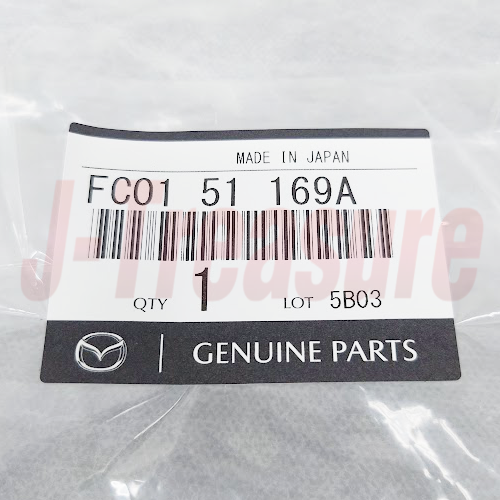 MADE IN JAPAN
FC01 51 169A
J-Treasure
QTY 1 LOT 5B03
GENUINE PARTS